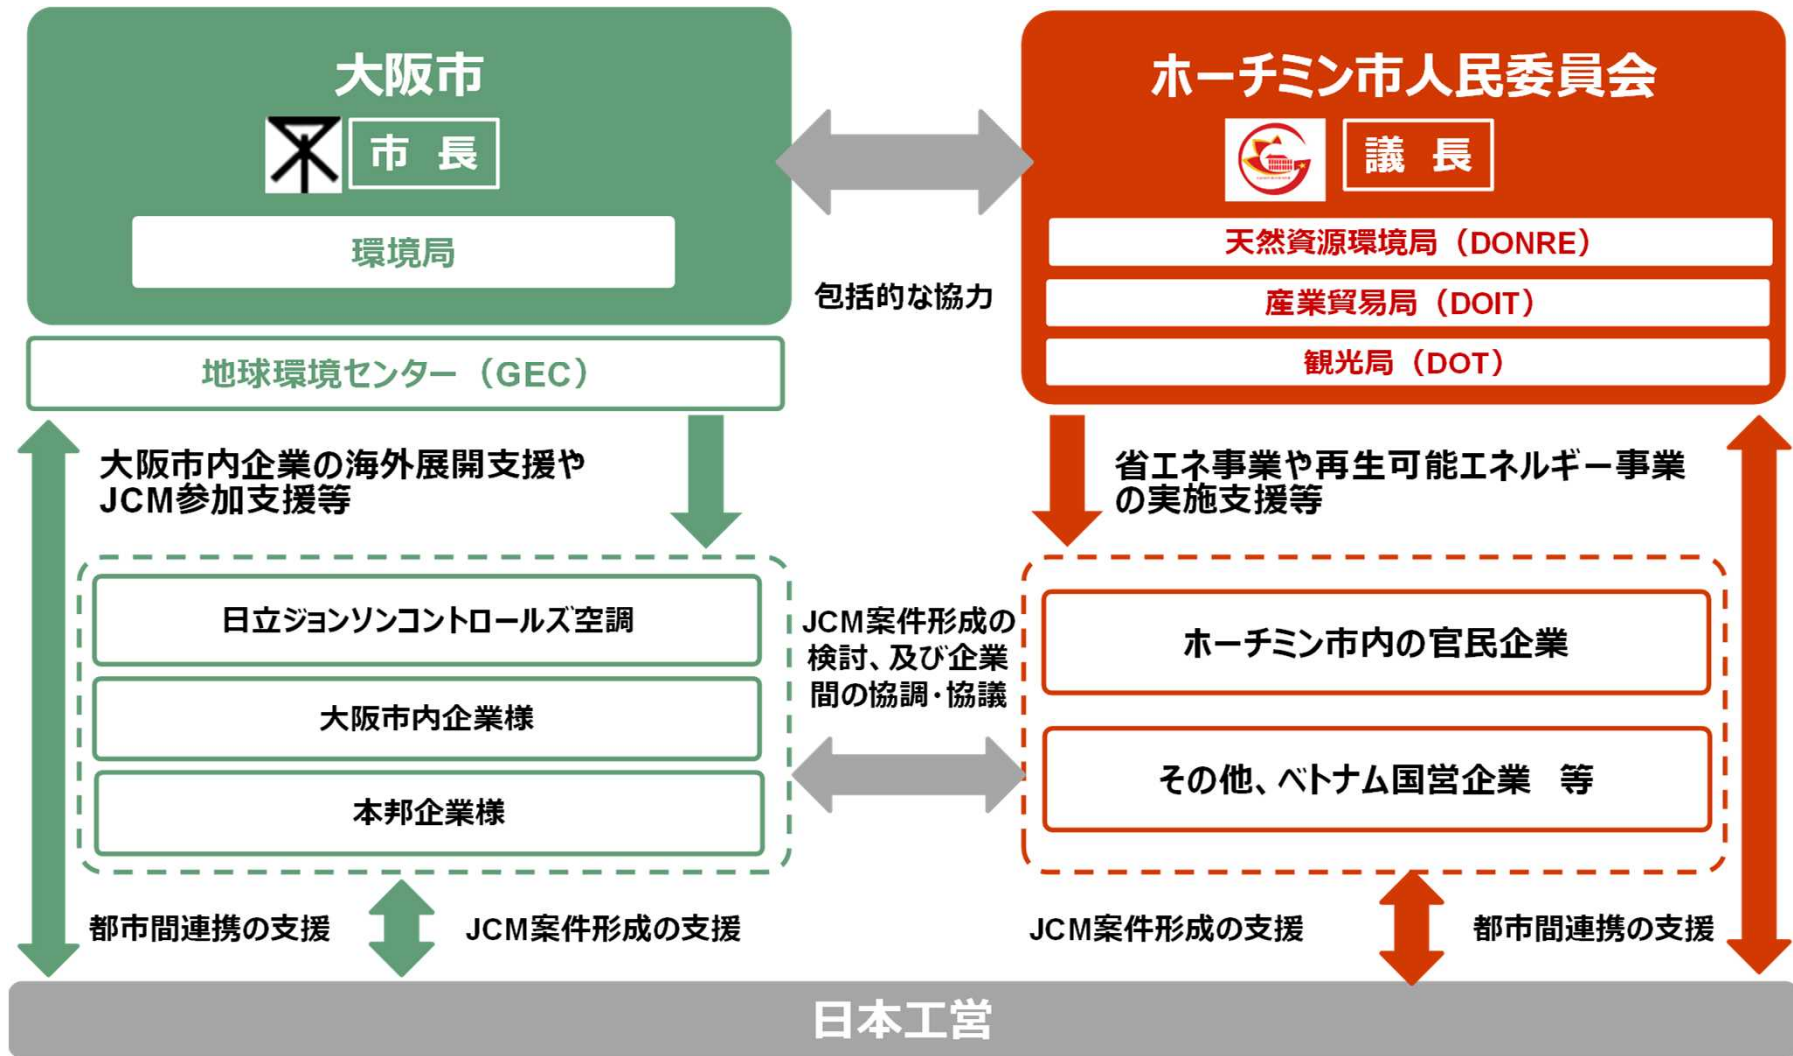 大阪市
市 長
環境局
地球環境センター（GEC）
包括的な協力
ホーチミン市人民委員会
議 長
天然資源環境局（DONRE）
産業貿易局（DOIT）
観光局（DOT）
大阪市内企業の海外展開支援や
JCM参加支援等
省エネ事業や再生可能エネルギー事業
の実施支援等
日立ジョンソンコントロールズ空調
大阪市内企業様
本邦企業様
JCM案件形成の
検討、及び企業
間の協調・協議
ホーチミン市内の官民企業
その他、ベトナム国営企業 等
都市間連携の支援
JCM案件形成の支援
JCM案件形成の支援
都市間連携の支援
日本工営